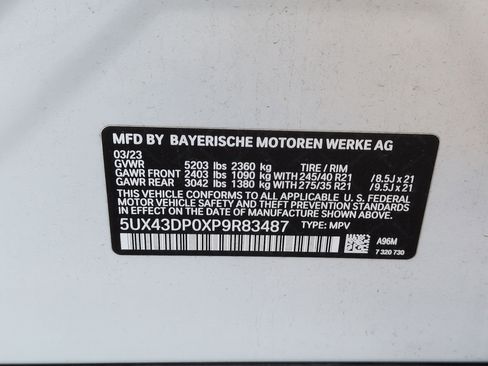 MFD BY BAYERISCHE MOTOREN WERKE AG
03/23
GVWR 5203 lbs 2360 kg TIRE / RIM
GAWR FRONT 2403 lbs 1090 kg WITH 245/40 R21 /8.5J x 21
GAWR REAR 3042 lbs 1380 kg WITH 275/35 R21 /9.5J x 21
THIS VEHICLE CONFORMS TO ALL APPLICABLE U. S. FEDERAL
MOTOR VEHICLE SAFETY, BUMPER, AND THEFT PREVENTION
STANDARDS IN EFFECT ON THE DATE OF MANUFACTURE SHOWN ABOVE.
5UX43DP0XP9R83487 TYPE: MPV
A96M
7 320 730